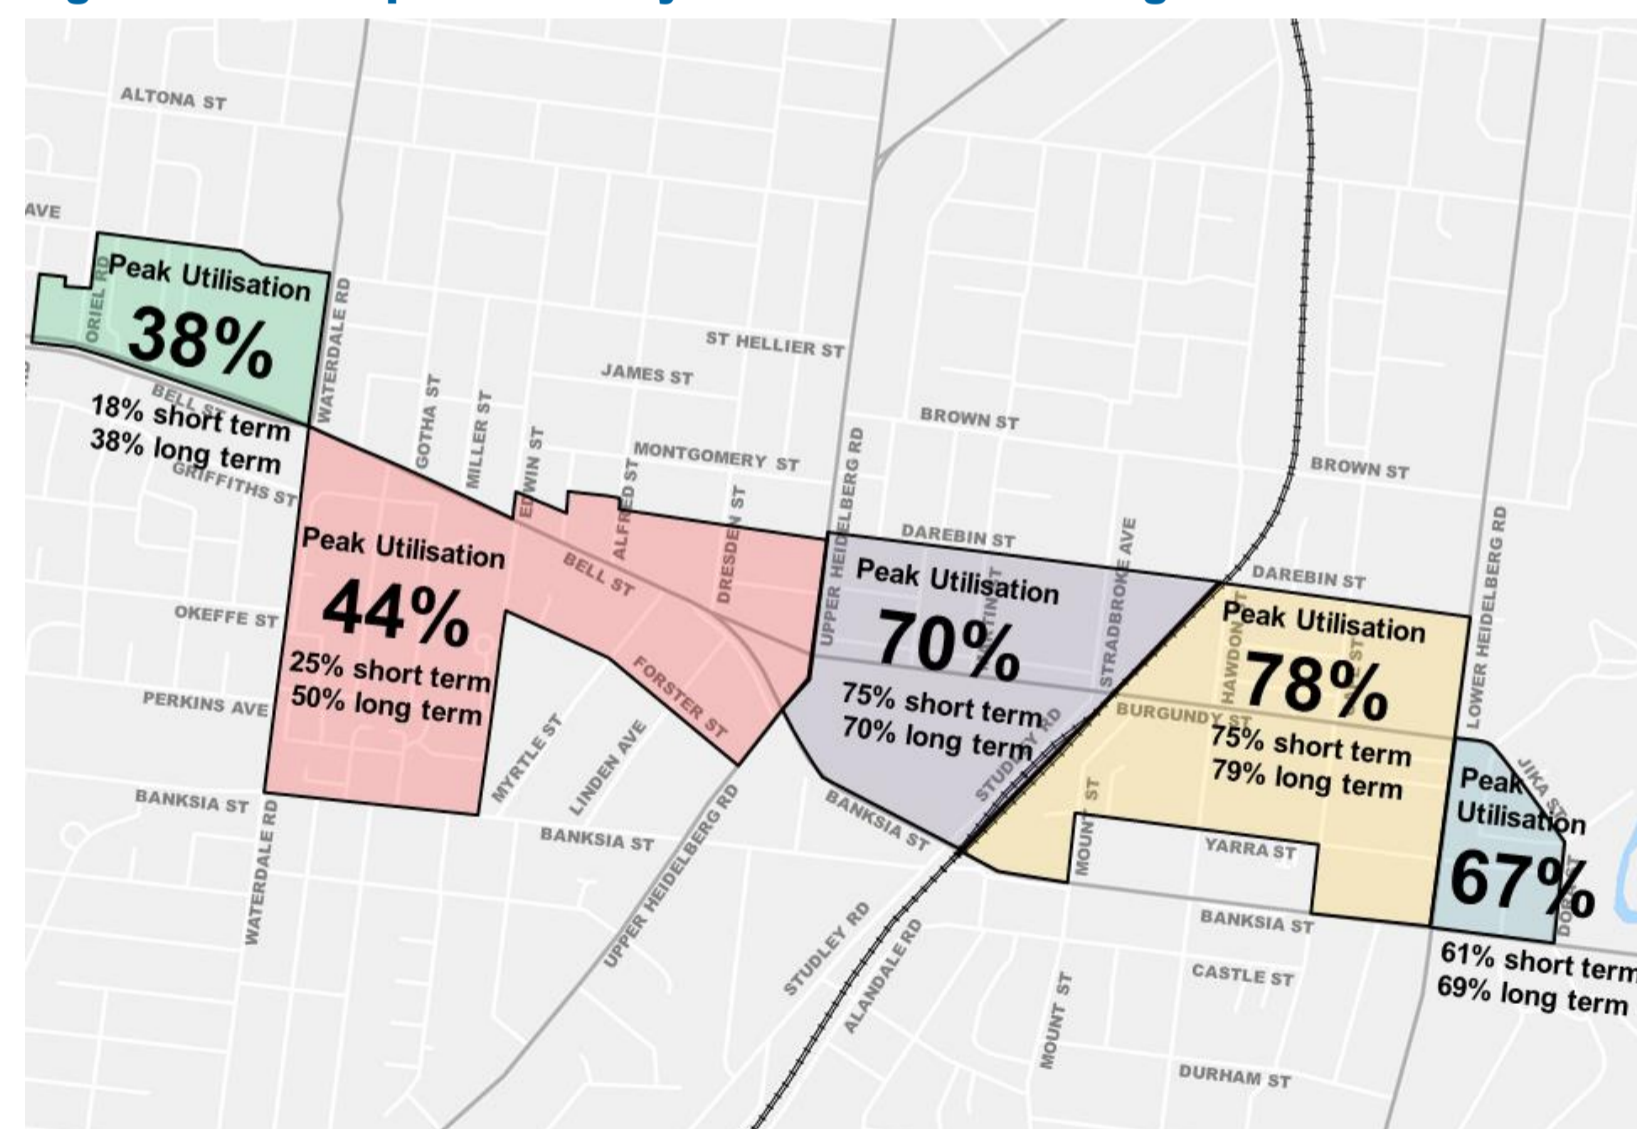 ALTONA ST
AVE
Peak Utilisation
38%
ORIEL RD
WATERDALE RD
BELL ST
18% short term
38% long term
GRIFFITHS ST
ST HELLIER ST
JAMES ST
GOTHA ST
MILLER ST
EDWIN ST
ALFRED ST
MONTGOMERY ST
DRESDEN ST
UPPER HEIDELBERG RD
BROWN ST
BROWN ST
LOWER HEIDELBERG RD
Peak Utilisation
44%
25% short term
50% long term
BELL ST
OKEFFE ST
PERKINS AVE
FORSTER ST
MYRTLE ST
LINDEN AVE
BANKSIA ST
BANKSIA ST
WATERDALE RD
UPPER HEIDELBERG RD
DAREBIN ST
STRADBROKE AVE
Peak Utilisation
70%
75% short term
70% long term
STUDLEY RD
BANKSIA ST
DAREBIN ST
Peak Utilisation
HAWDON ST
78%
BURGUNDY ST
75% short term
79% long term
MOUNT ST
YARRA ST
BANKSIA ST
JIKA ST
Peak
Utilisation
67%
61% short term
69% long term
STUDLEY RD
ALANDALE RD
CASTLE ST
MOUNT ST
DURHAM ST